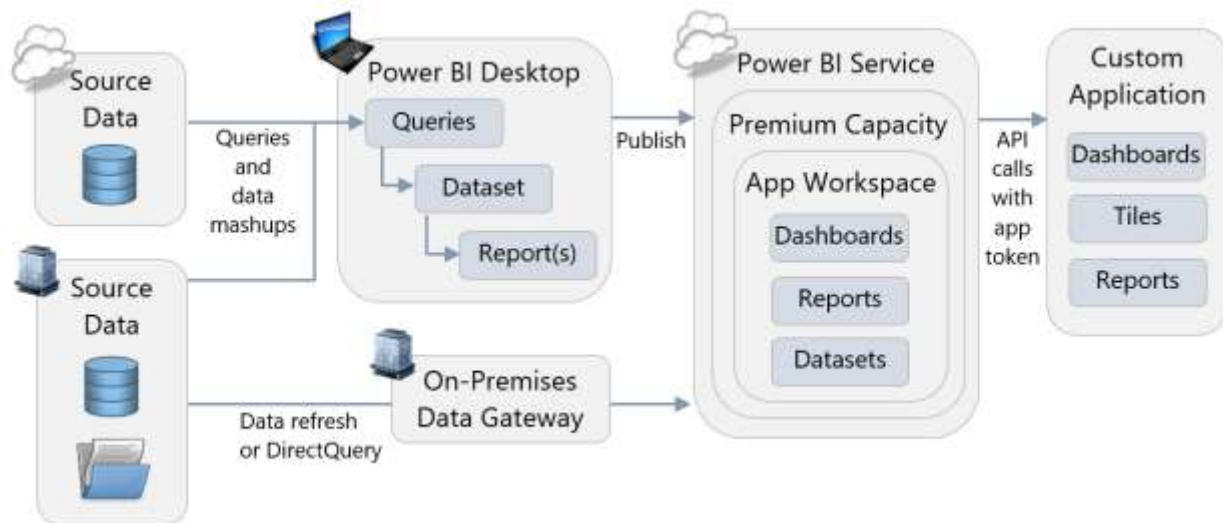 Source
Data
Queries
and
data
mashups
Source
Data
Data refresh
or DirectQuery
Power BI Desktop
Queries
Dataset
Report(s)
On-Premises
Data Gateway
Publish
Power BI Service
Premium Capacity
App Workspace
Dashboards
Reports
Datasets
API
calls
with
app
token
Custom
Application
Dashboards
Tiles
Reports